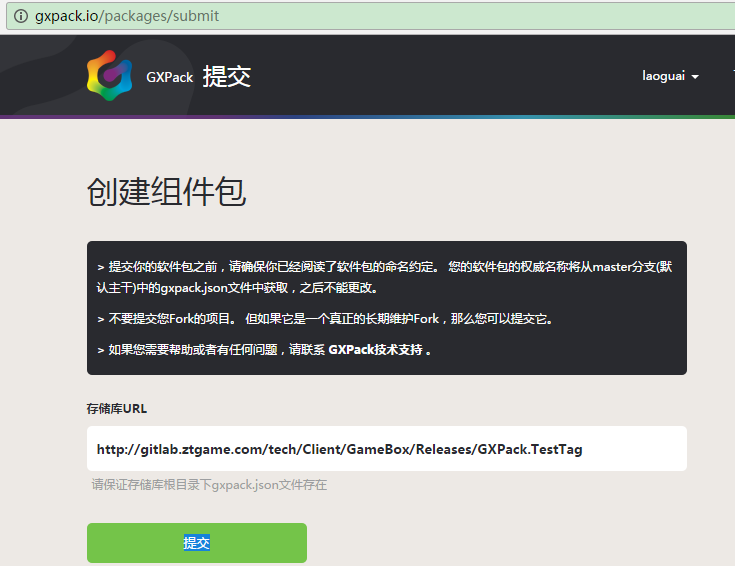 gxpack.io/packages/submit
GXPack 提交
laoguai
创建组件包
> 提交你的软件包之前，请确保你已经阅读了软件包的命名约定。 您的软件包的权威名称将从master分支(默
认主干)中的gxpack.json文件中获取，之后不能更改。
> 不要提交您Fork的项目。 但如果它是一个真正的长期维护Fork，那么您可以提交它。
> 如果您需要帮助或者有任何问题，请联系 GXPack技术支持 。
存储库URL
http://gitlab.ztgame.com/tech/Client/GameBox/Releases/GXPack.TestTag
请保证存储库根目录下gxpack.json文件存在
提交